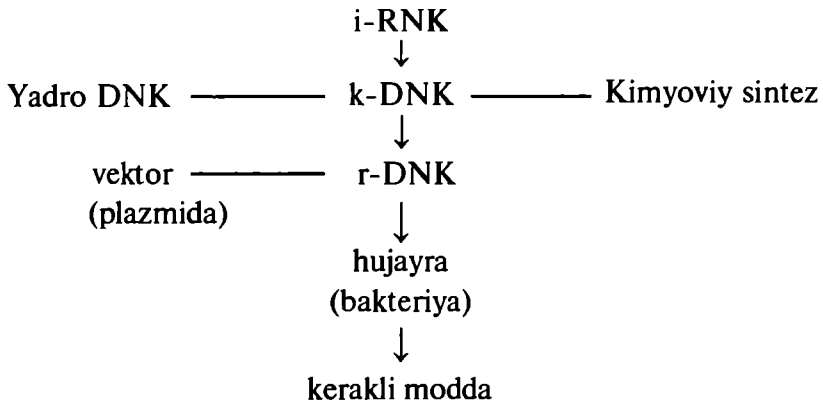 i-RNK
Yadro DNK k-DNK Kimyoviy sintez
vektor r-DNK
(plazmida)
hujayra
(bakteriya)
kerakli modda